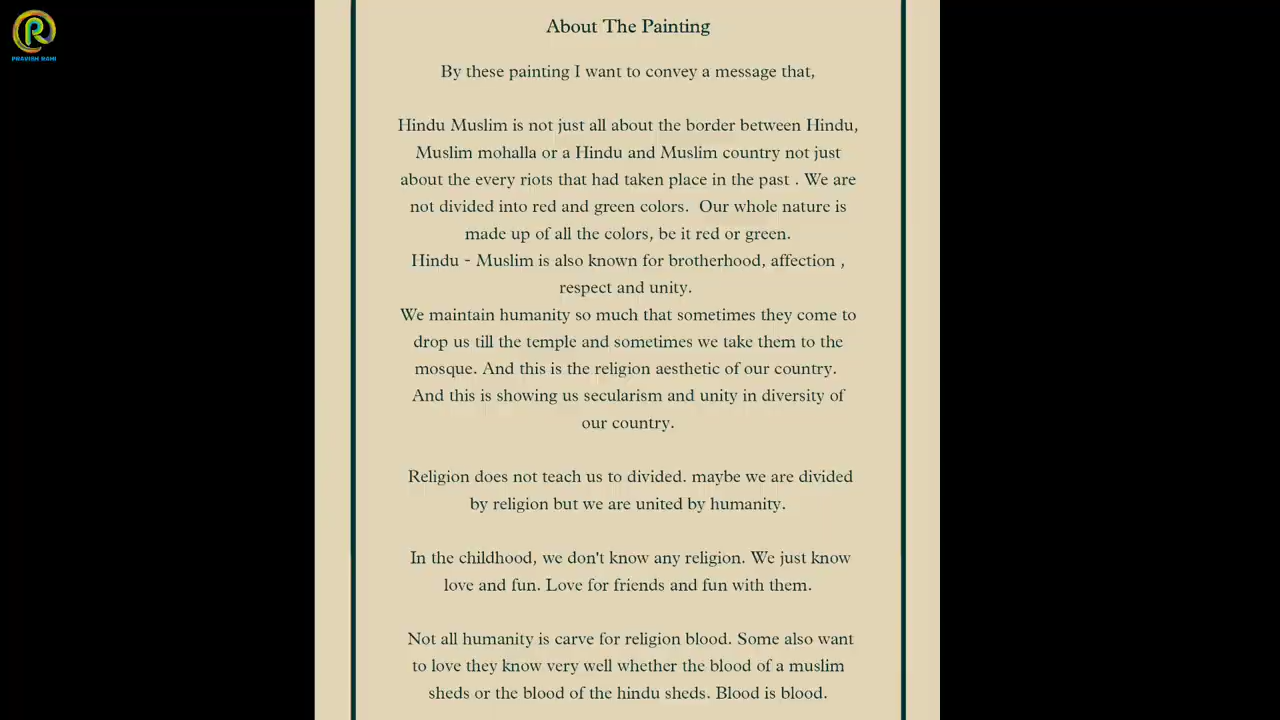 PRAVISH RAHI
About The Painting
By these painting I want to convey a message that,
Hindu Muslim is not just all about the border between Hindu,
Muslim mohalla or a Hindu and Muslim country not just
about the every riots that had taken place in the past . We are
not divided into red and green colors.  Our whole nature is
made up of all the colors, be it red or green.
Hindu - Muslim is also known for brotherhood, affection ,
respect and unity.
We maintain humanity so much that sometimes they come to
drop us till the temple and sometimes we take them to the
mosque. And this is the religion aesthetic of our country.
And this is showing us secularism and unity in diversity of
our country.
Religion does not teach us to divided. maybe we are divided
by religion but we are united by humanity.
In the childhood, we don't know any religion. We just know
love and fun. Love for friends and fun with them.
Not all humanity is carve for religion blood. Some also want
to love they know very well whether the blood of a muslim
sheds or the blood of the hindu sheds. Blood is blood.